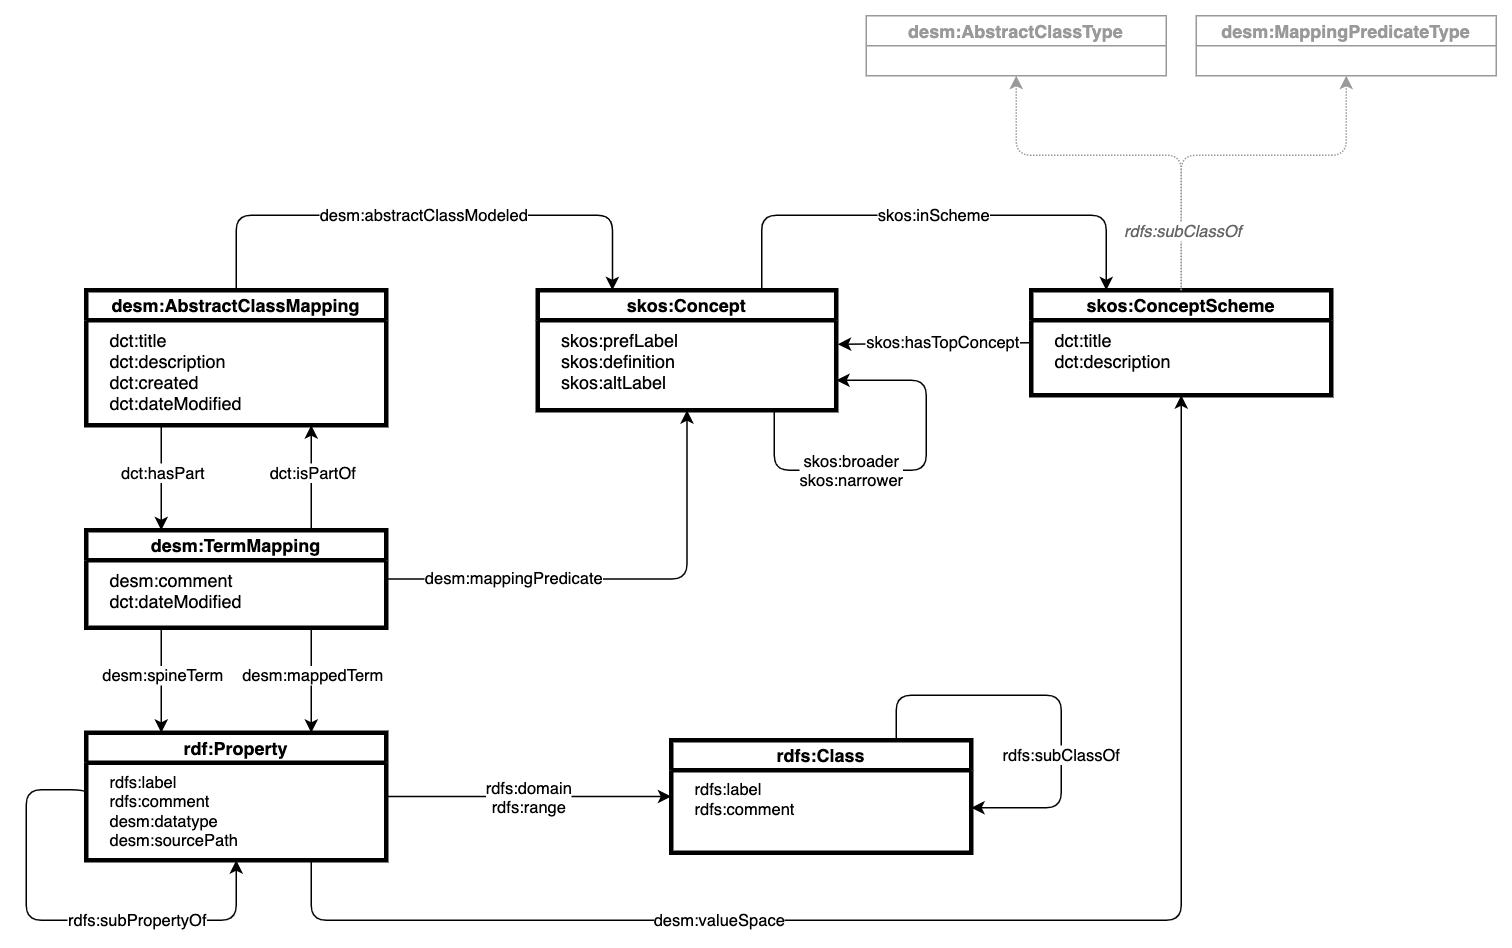 desm:AbstractClassType
desm:MappingPredicateType
desm:abstractClassModeled
skos:inScheme
rdfs:subClassOf
desm:AbstractClassMapping
dct:title
dct:description
dct:created
dct:dateModified
skos:Concept
skos:prefLabel
skos:definition
skos:altLabel
skos:hasTopConcept
skos:ConceptScheme
dct:title
dct:description
dct:hasPart
dct:isPartOf
skos:broader
skos:narrower
desm:TermMapping
desm:comment
dct:dateModified
desm:mappingPredicate
desm:spineTerm
desm:mappedTerm
rdf:Property
rdfs:label
rdfs:comment
desm:datatype
desm:sourcePath
rdfs:domain
rdfs:range
rdfs:Class
rdfs:label
rdfs:comment
rdfs:subClassOf
rdfs:subPropertyOf
desm:valueSpace